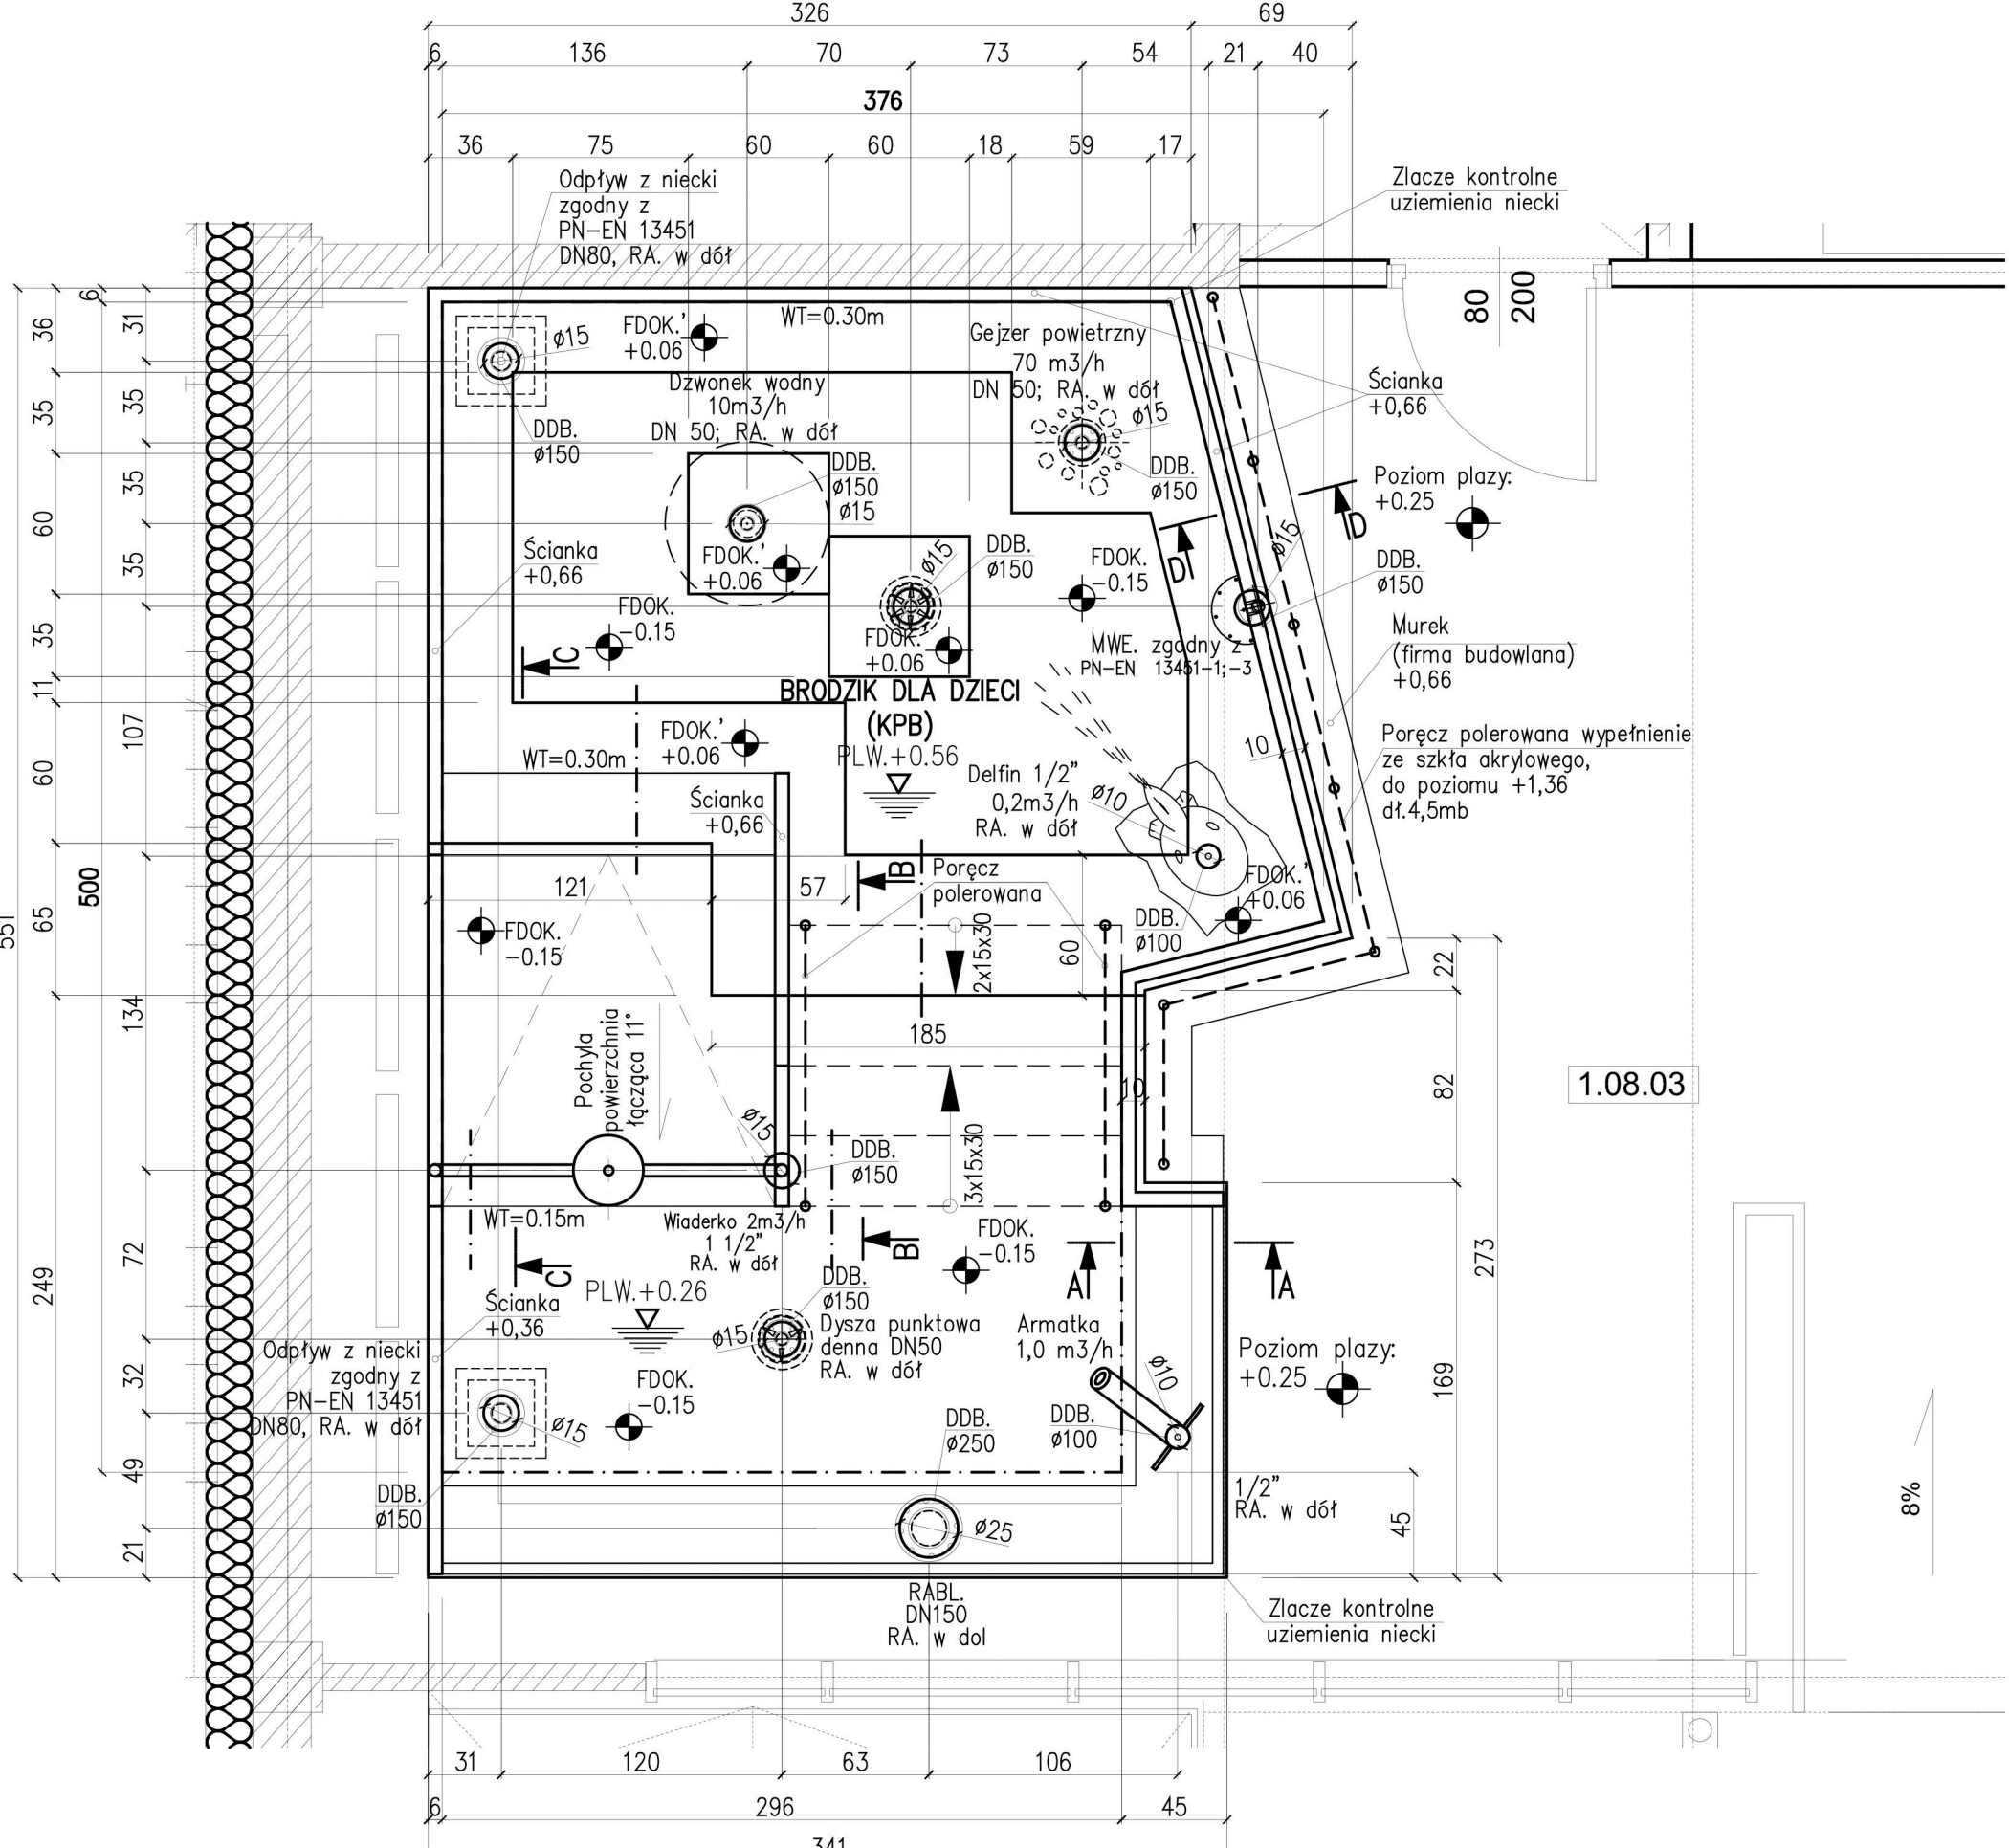 326
69
6
136
70
73
54
21
40
376
36
75
60
60
18
59
17
Odpływ z niecki
zgodny z
PN-EN 13451
DN80, RA. w dół
Zlacze kontrolne
uziemienia niecki
80
200
6
36
31
35
35
60
35
35
35
11
107
60
500
551
65
134
249
72
32
49
21
ø15
FDOK.'
+0.06
WT=0.30m
Gejzer powietrzny
70 m3/h
DN 50; RA. w dół
ø15
Dzwonek wodny
10m3/h
DN 50; RA. w dół
DDB.
ø150
DDB.
ø150
ø15
DDB.
ø150
Ścianka
+0,66
Poziom plazy:
+0.25
D
D
ø15
DDB.
ø150
Ścianka
+0,66
FDOK.'
+0.06
ø15
DDB.
ø150
FDOK.
-0.15
FDOK.
-0.15
FDOK.'
+0.06
MWE. zgodny z
PN-EN 13451-1;-3
Murek
(firma budowlana)
+0,66
C
BRODZIK DLA DZIECI
(KPB)
PLW.+0.56
FDOK.'
+0.06
WT=0.30m
Ścianka
+0,66
Delfin 1/2"
0,2m3/h
RA. w dół
ø10
10
Poręcz polerowana wypełnienie
ze szkła akrylowego,
do poziomu +1,36
dł.4,5mb
121
57
B
Poręcz
polerowana
FDOK.'
+0.06
DDB.
ø100
FDOK.
-0.15
2x15x30
60
22
185
Pochyla
powierzchnia
łącząca 11°
10
82
1.08.03
ø15
DDB.
ø150
3x15x30
WT=0.15m
Wiaderko 2m3/h
1 1/2"
RA. w dół
B
FDOK.
-0.15
A
A
273
C
PLW.+0.26
DDB.
ø150
Ścianka
+0,36
ø15
Dysza punktowa
denna DN50
RA. w dół
Armatka
1,0 m3/h
ø10
Poziom plazy:
+0.25
169
Odpływ z niecki
zgodny z
PN-EN 13451
DN80, RA. w dół
FDOK.
-0.15
ø15
DDB.
ø250
DDB.
ø100
DDB.
ø150
1/2"
RA. w dół
ø25
45
8%
RABL.
DN150
RA. w dol
Zlacze kontrolne
uziemienia niecki
31
120
63
106
6
296
45
341